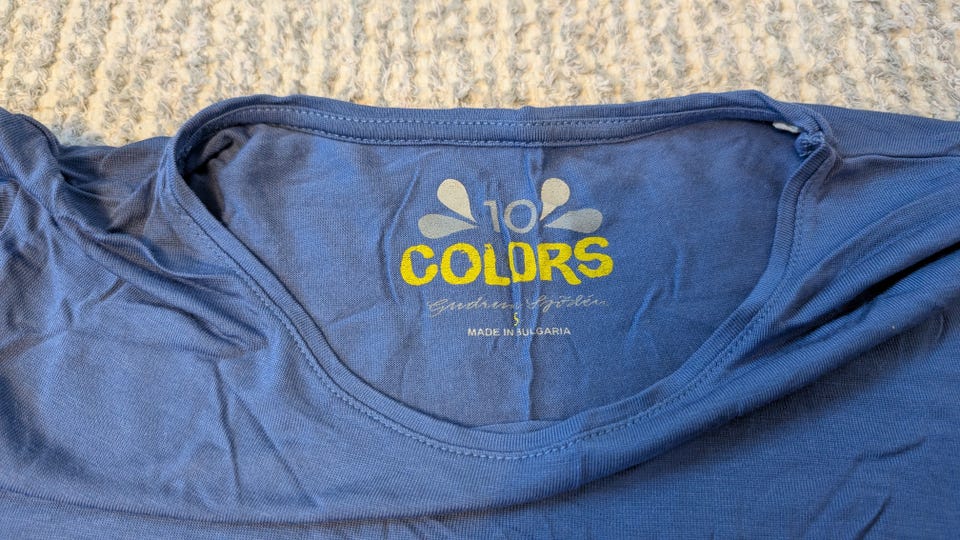 10
COLORS
Gudrun Sjödén
S
MADE IN BULGARIA